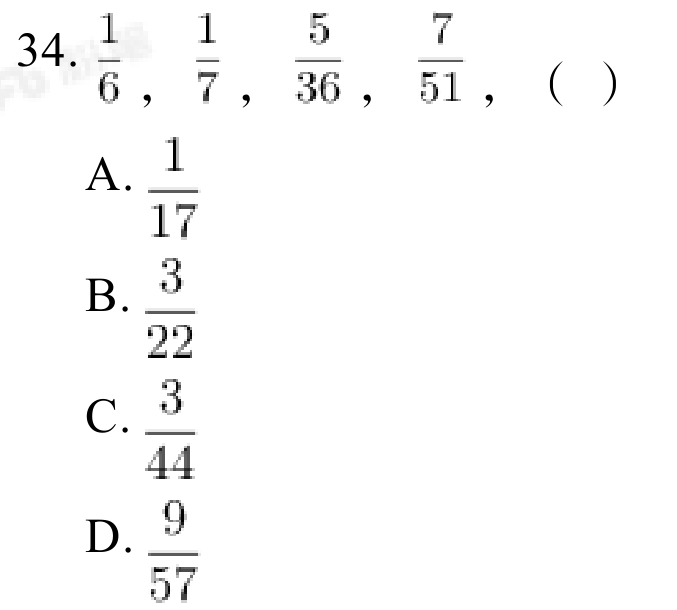 34. 1/6 , 1/7 , 5/36 , 7/51 , ( )
A. 1/17
B. 3/22
C. 3/44
D. 9/57